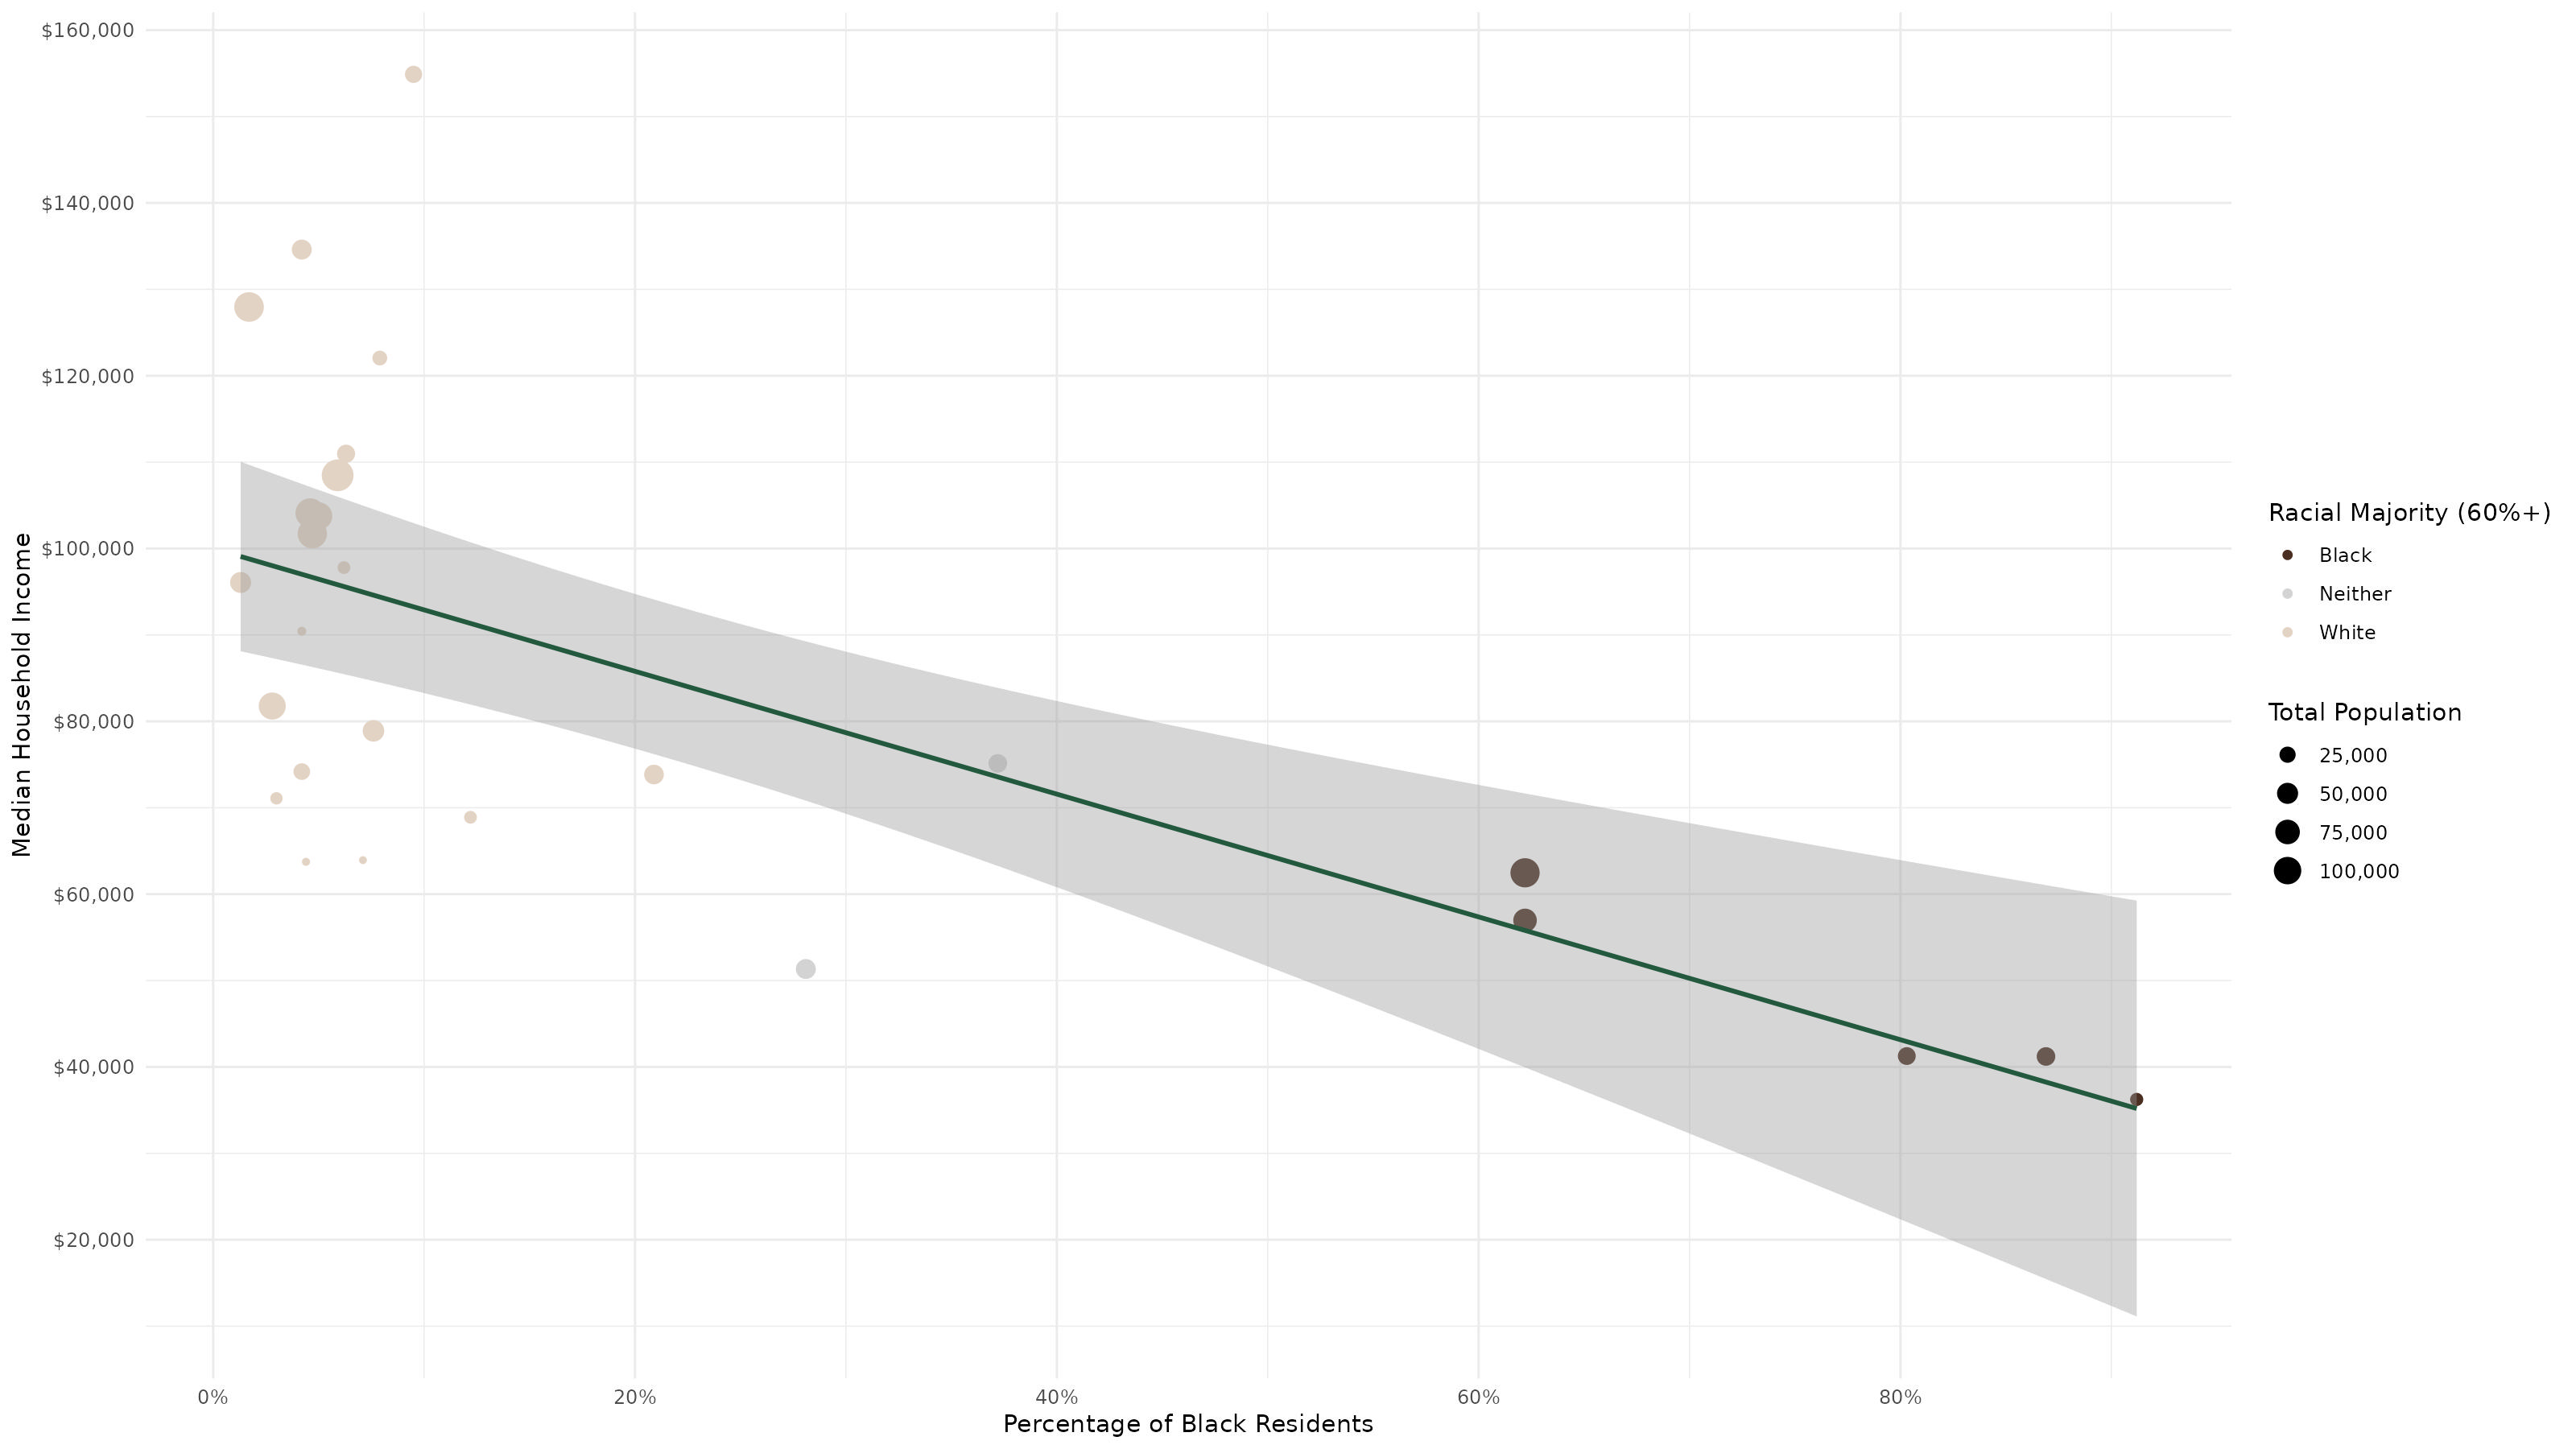 $160,000
$140,000
$120,000
$100,000
$80,000
$60,000
$40,000
$20,000
Median Household Income
0%
20%
40%
60%
80%
Percentage of Black Residents
Racial Majority (60%+)
Black
Neither
White
Total Population
25,000
50,000
75,000
100,000